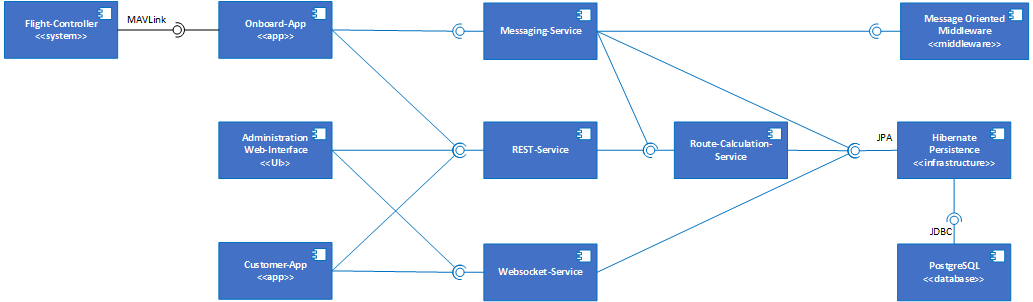 Flight-Controller
<<system>>
MAVLink
Onboard-App
<<app>>
Messaging-Service
Message Oriented
Middleware
<<middleware>>
Administration
Web-Interface
<<Ub>>
REST-Service
Route-Calculation-
Service
JPA
Hibernate
Persistence
<<infrastructure>>
Customer-App
<<app>>
Websocket-Service
JDBC
PostgreSQL
<<database>>